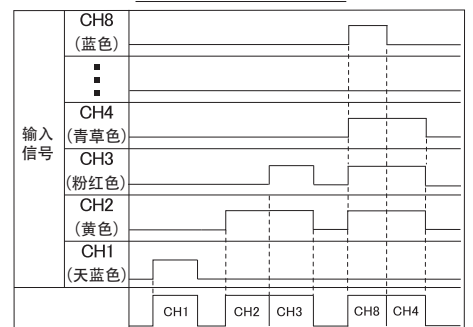 CH8
(蓝色)
CH4
(青草色)
输入
信号
CH3
(粉红色)
CH2
(黄色)
CH1
(天蓝色)
CH1 CH2 CH3 CH8 CH4